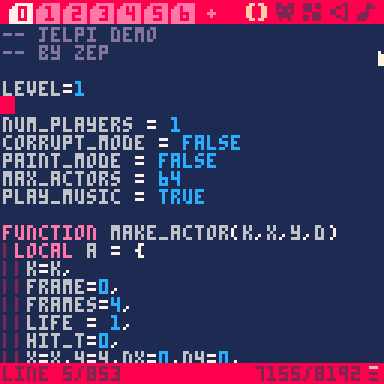 0 1 2 3 4 5 6 +
-- JELPI DEMO
-- BY ZEP
LEVEL=1
NUM_PLAYERS = 1
CORRUPT_MODE = FALSE
PAINT_MODE = FALSE
MAX_ACTORS = 64
PLAY_MUSIC = TRUE
FUNCTION MAKE_ACTOR(K,X,Y,D)
LOCAL A = {
K=K,
FRAME=0,
FRAMES=4,
LIFE = 1,
HIT_T=0,
X=X,Y=Y,DX=0,DY=0,
LINE 5/853 7155/8192